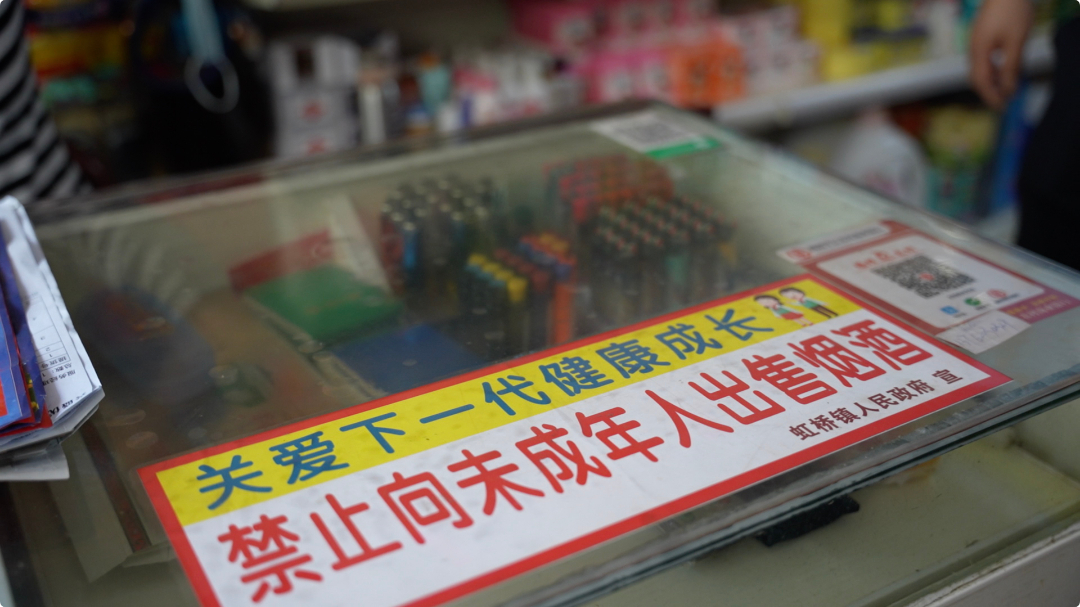 关爱下一代健康成长
禁止向未成年人出售烟酒
虹桥镇人民政府 宣